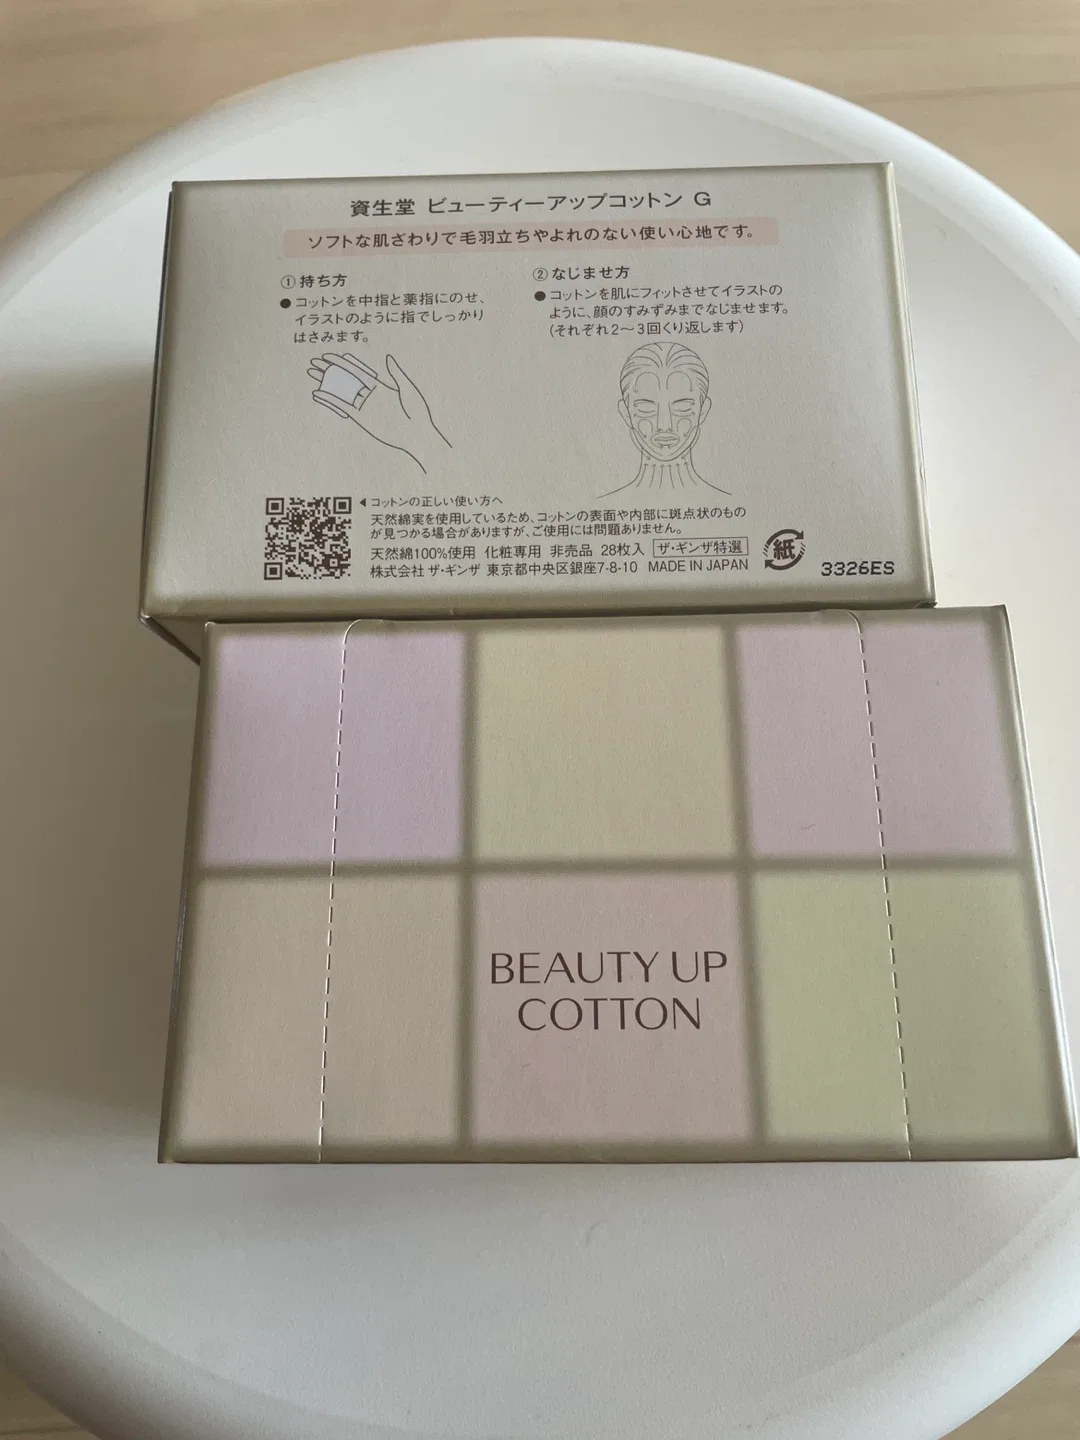 資生堂 ビューティーアップコットン G
ソフトな肌ざわりで毛羽立ちやよれのない使い心地です。
①持ち方
●コットンを中指と薬指にのせ、
イラストのように指でしっかり
はさみます。
②なじませ方
●コットンを肌にフィットさせてイラストの
ように、顔のすみずみまでなじませます。
(それぞれ2〜3回くり返します)
◀コットンの正しい使い方へ
天然綿実を使用しているため、コットンの表面や内部に斑点状のもの
が見つかる場合がありますが、ご使用には問題ありません。
天然綿100%使用 化粧専用 非売品 28枚入 ザ・ギンザ特選
株式会社 ザ・ギンザ 東京都中央区銀座7-8-10 MADE IN JAPAN
紙
3326ES
BEAUTY UP
COTTON